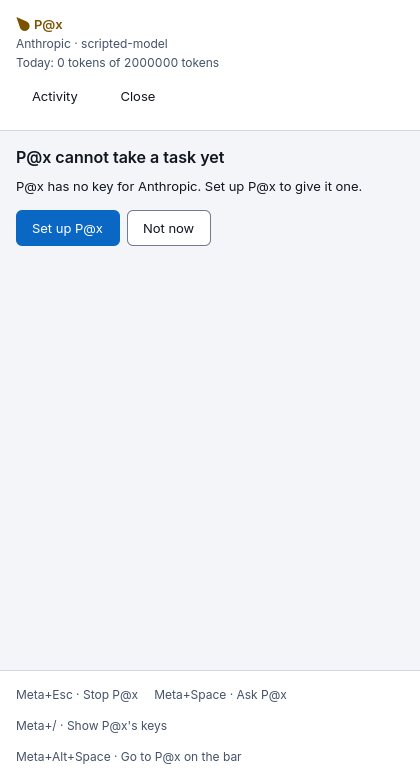 P@x
Anthropic · scripted-model
Today: 0 tokens of 2000000 tokens
Activity Close
P@x cannot take a task yet
P@x has no key for Anthropic. Set up P@x to give it one.
Set up P@x Not now
Meta+Esc · Stop P@x Meta+Space · Ask P@x
Meta+/ · Show P@x's keys
Meta+Alt+Space · Go to P@x on the bar